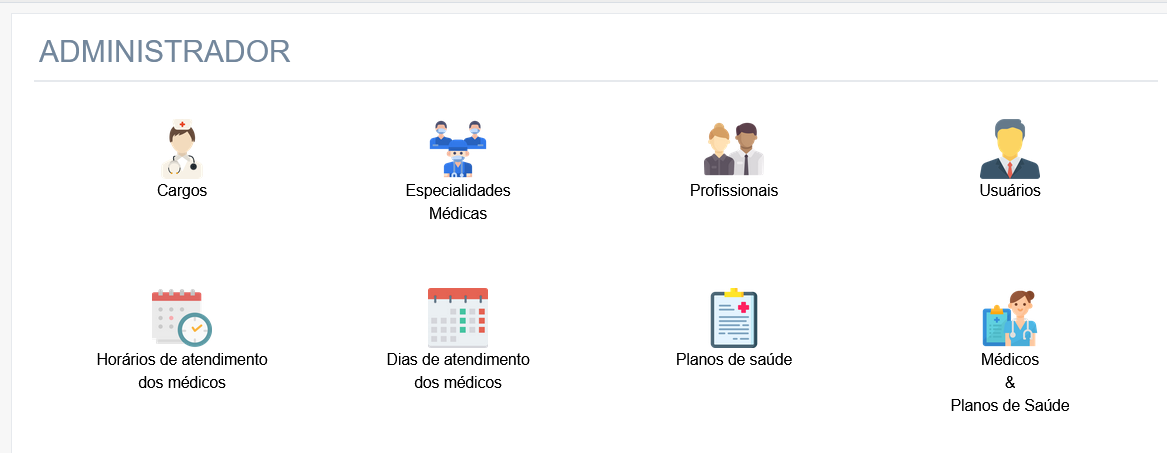 ADMINISTRADOR
Cargos
Especialidades
Médicas
Profissionais
Usuários
Horários de atendimento
dos médicos
Dias de atendimento
dos médicos
Planos de saúde
Médicos
&
Planos de Saúde